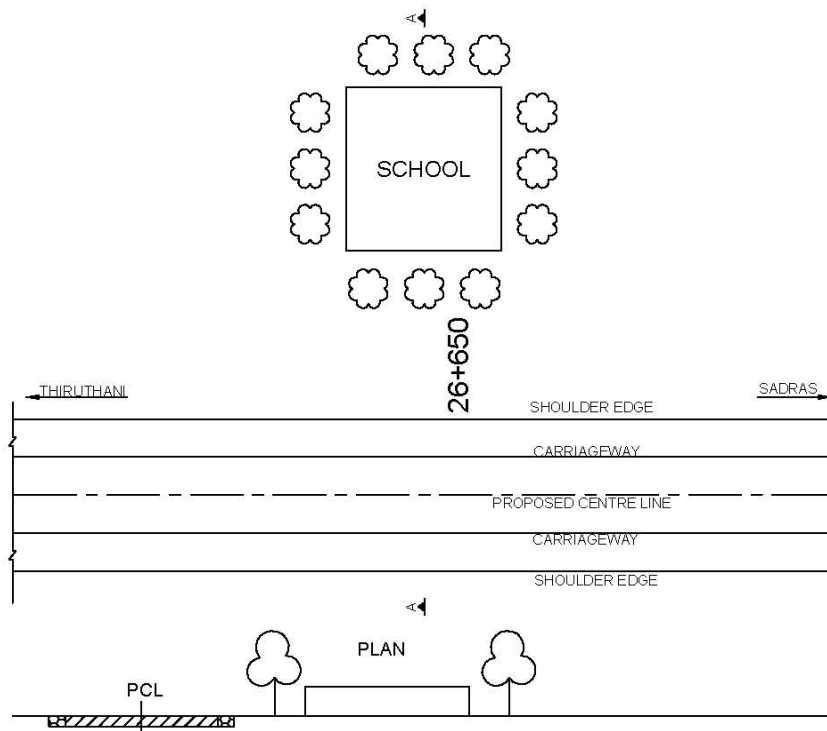 A
SCHOOL
26+650
THIRUTHANI
SADRAS
SHOULDER EDGE
CARRIAGEWAY
PROPOSED CENTRE LINE
CARRIAGEWAY
SHOULDER EDGE
A
PLAN
PCL